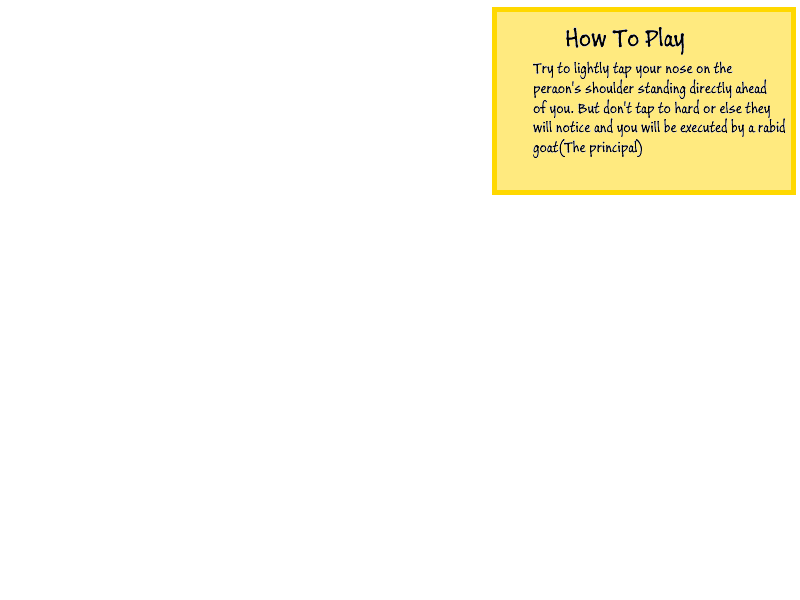 How To Play
Try to lightly tap your nose on the
peraon's shoulder standing directly ahead
of you. But don't tap to hard or else they
will notice and you will be executed by a rabid
goat(The principal)